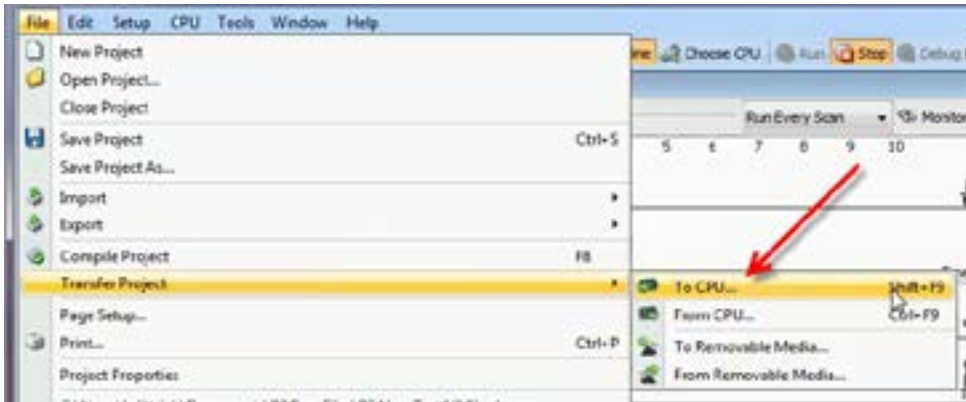 File Edit Setup CPU Tools Window Help
New Project
Choose CPU Run Stop Debug
Open Project...
Close Project
Run Every Scan Monitor
Save Project Ctrl+S
5 6 7 8 9 10
Save Project As...
Import
Export
Compile Project F8
Transfer Project
To CPU... Shift+F9
Page Setup...
From CPU... Ctrl+F9
Print... Ctrl+P
To Removable Media...
Project Properties
From Removable Media...